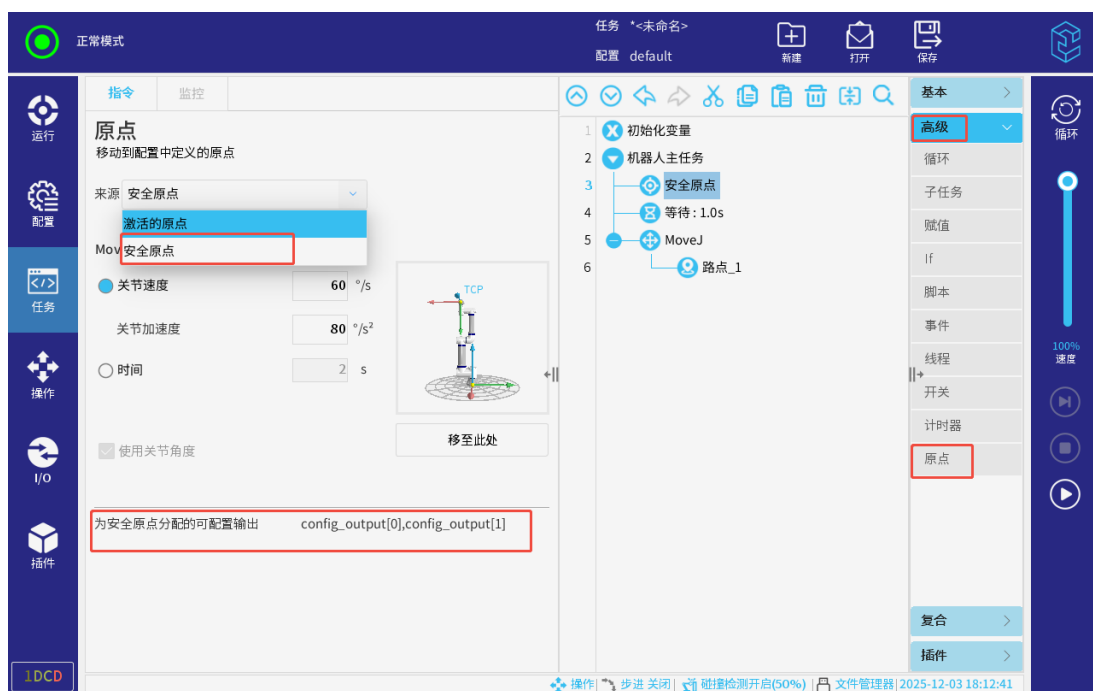 正常模式
任务 *<未命名>
配置 default
新建
打开
保存
运行
配置
任务
操作
I/O
插件
1DCD
指令
监控
原点
移动到配置中定义的原点
来源 安全原点
激活的原点
安全原点
Mov
关节速度 60 °/s
关节加速度 80 °/s²
时间 2 s
使用关节角度
TCP
移至此处
为安全原点分配的可配置输出 config_output[0],config_output[1]
1 初始化变量
2 机器人主任务
3 安全原点
4 等待: 1.0s
5 MoveJ
6 路点_1
基本
高级
循环
子任务
赋值
If
脚本
事件
线程
开关
计时器
原点
复合
插件
循环
100%
速度
操作| 步进 关闭| 碰撞检测开启(50%) | 文件管理器|2025-12-03 18:12:41